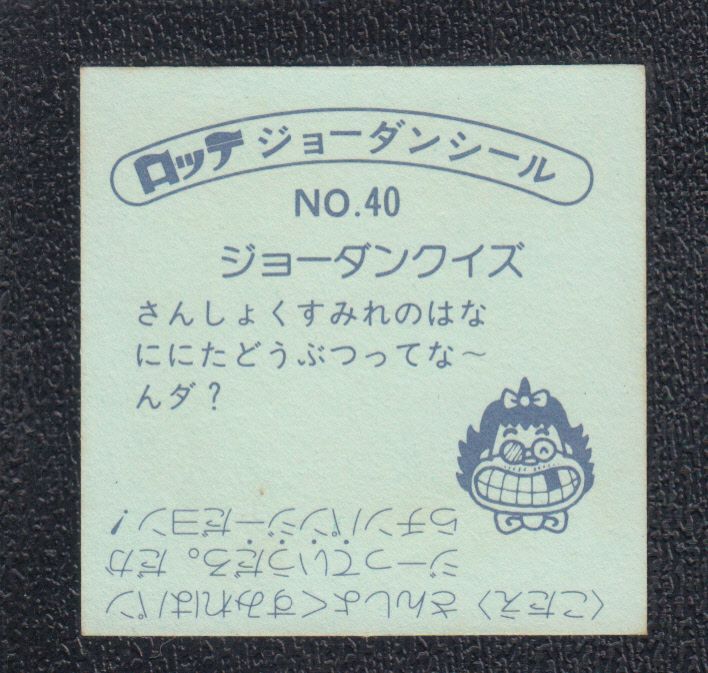 ロッテ ジョーダンシール
NO.40
ジョーダンクイズ
さんしょくすみれのはな
ににたどうぶつってな〜
んダ？
〈こたえ〉さんしょくすみれはパン
ジーっていうだろ。だか
らチンパンジーだヨン！